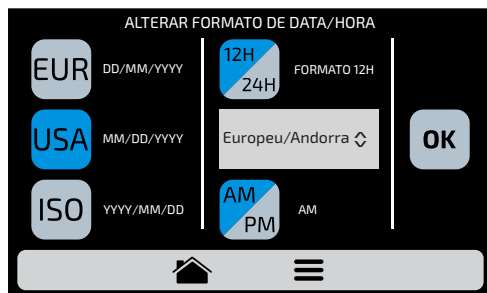 ALTERAR FORMATO DE DATA/HORA
EUR DD/MM/YYYY
USA MM/DD/YYYY
ISO YYYY/MM/DD
12H
24H
FORMATO 12H
Europeu/Andorra
AM
PM
AM
OK